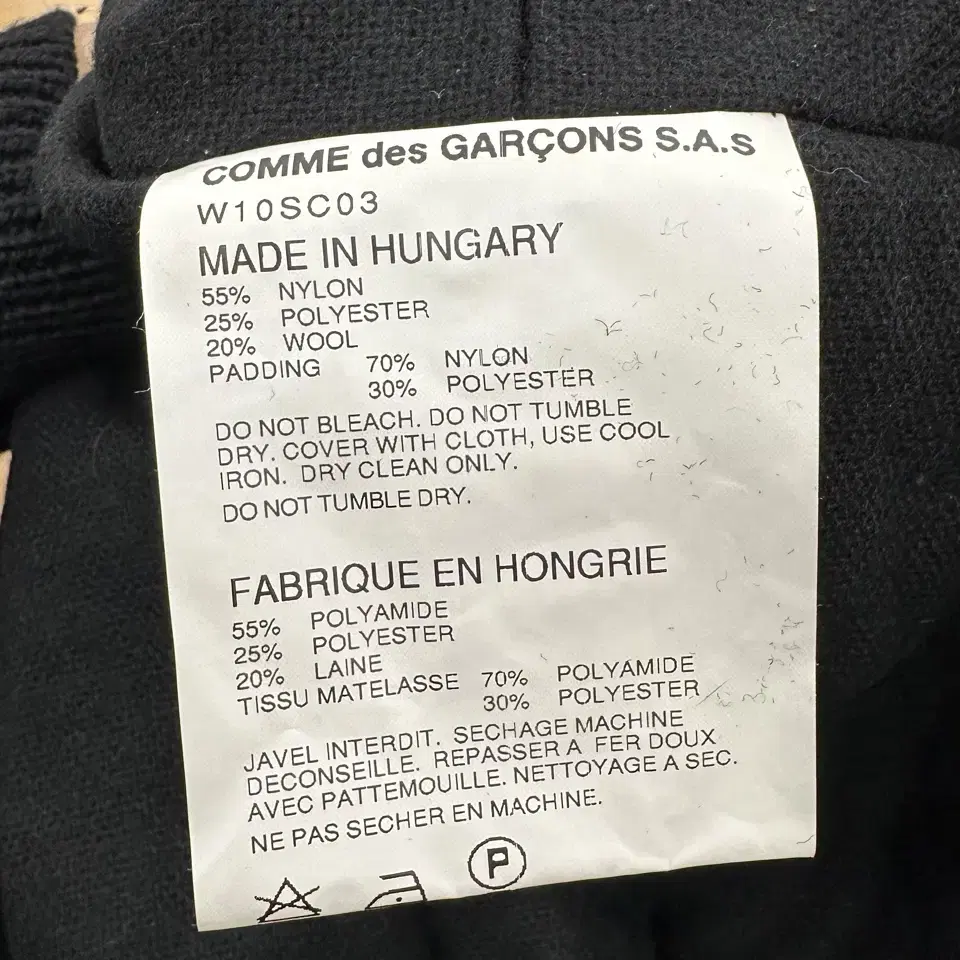 COMME des GARÇONS S.A.S
W10SC03
MADE IN HUNGARY
55% NYLON
25% POLYESTER
20% WOOL
PADDING 70% NYLON
30% POLYESTER
DO NOT BLEACH. DO NOT TUMBLE
DRY. COVER WITH CLOTH, USE COOL
IRON. DRY CLEAN ONLY.
DO NOT TUMBLE DRY.
FABRIQUE EN HONGRIE
55% POLYAMIDE
25% POLYESTER
20% LAINE
TISSU MATELASSE 70% POLYAMIDE
30% POLYESTER
JAVEL INTERDIT. SECHAGE MACHINE
DECONSEILLE. REPASSER A FER DOUX
AVEC PATTEMOUILLE. NETTOYAGE A SEC.
NE PAS SECHER EN MACHINE.
P